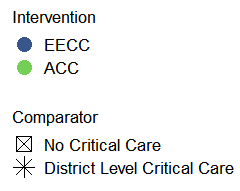 Intervention
EECC
ACC
Comparator
No Critical Care
District Level Critical Care